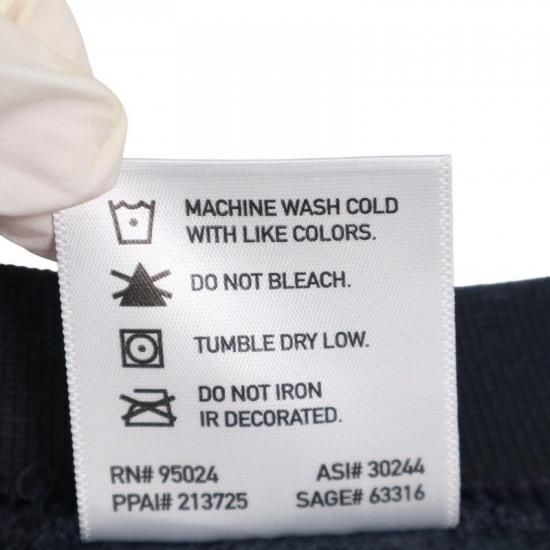 MACHINE WASH COLD
WITH LIKE COLORS.
DO NOT BLEACH.
TUMBLE DRY LOW.
DO NOT IRON
IR DECORATED.
RN# 95024 ASI# 30244
PPAI# 213725 SAGE# 63316